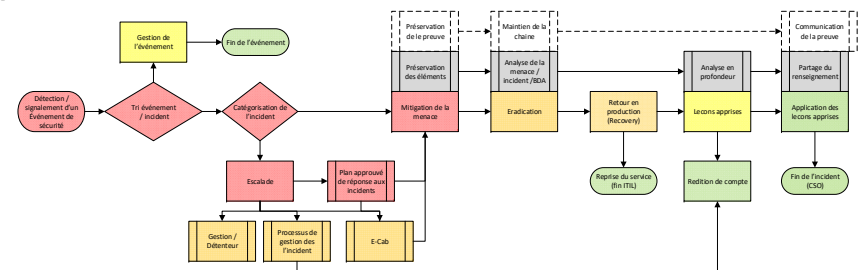 Préservation
de le preuve
Maintien de la
chaine
Communication
de la preuve
Gestion de
l'événement
Fin de l'événement
Préservation
des éléments
Analyse de la
menace /
incident /BDA
Analyse en
profondeur
Partage du
renseignement
Détection /
signalement d'un
Événement de
sécurité
Tri événement
/ incident
Catégorisation de
l'incident
Mitigation de la
menace
Eradication
Retour en
production
(Recovery)
Lecons apprises
Application des
lecons apprises
Escalade
Plan approuvé
de réponse aux
incidents
Reprise du service
(fin ITIL)
Redition de compte
Fin de l'incident
(CSO)
Gestion /
Détenteur
Processus de
gestion des
l'incident
E-Cab